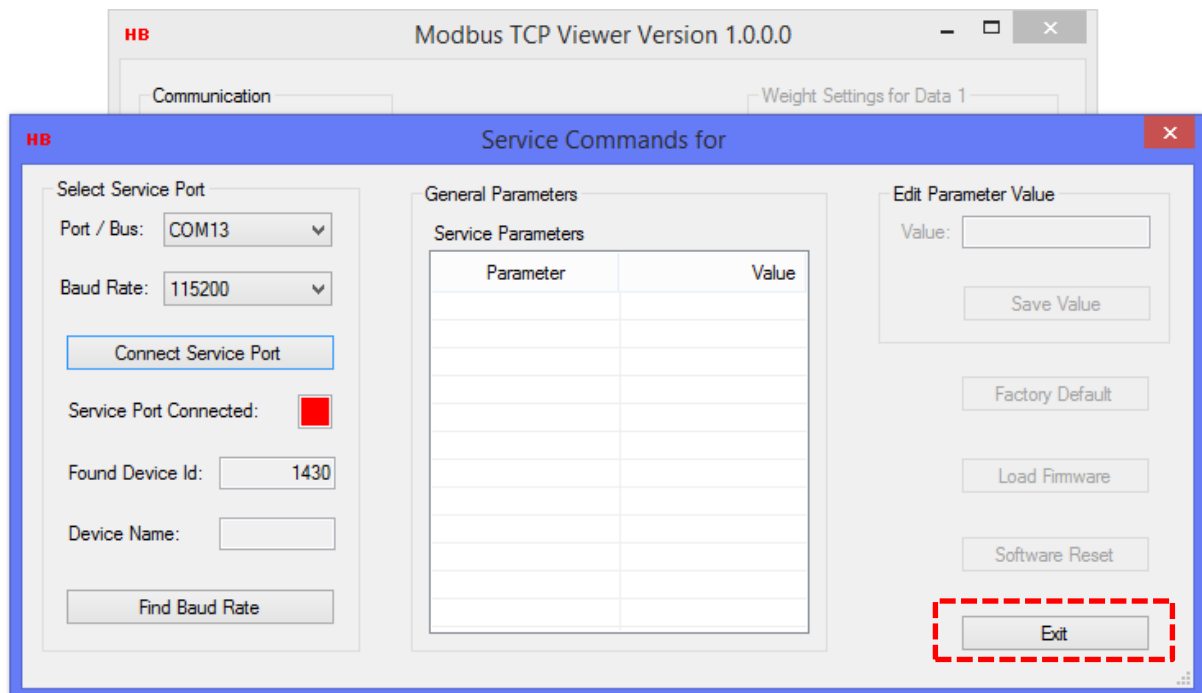 HB
Modbus TCP Viewer Version 1.0.0.0
Communication
Weight Settings for Data 1
HB
Service Commands for
Select Service Port
Port / Bus: COM13
Baud Rate: 115200
Connect Service Port
Service Port Connected:
Found Device Id: 1430
Device Name:
Find Baud Rate
General Parameters
Service Parameters
Parameter Value
Edit Parameter Value
Value:
Save Value
Factory Default
Load Firmware
Software Reset
Exit